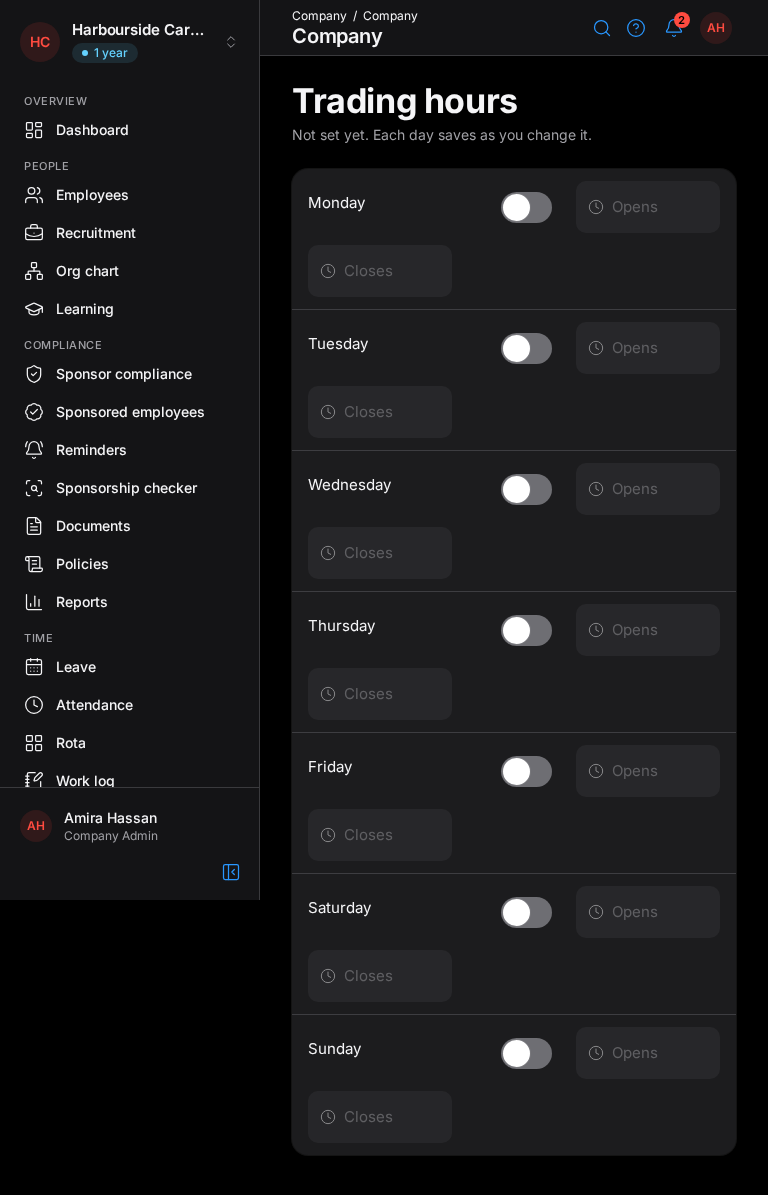 HC
Harbourside Car...
1 year
OVERVIEW
Dashboard
PEOPLE
Employees
Recruitment
Org chart
Learning
COMPLIANCE
Sponsor compliance
Sponsored employees
Reminders
Sponsorship checker
Documents
Policies
Reports
TIME
Leave
Attendance
Rota
Work log
AH
Amira Hassan
Company Admin
Company / Company
Company
2
AH
Trading hours
Not set yet. Each day saves as you change it.
Monday
Opens
Closes
Tuesday
Opens
Closes
Wednesday
Opens
Closes
Thursday
Opens
Closes
Friday
Opens
Closes
Saturday
Opens
Closes
Sunday
Opens
Closes